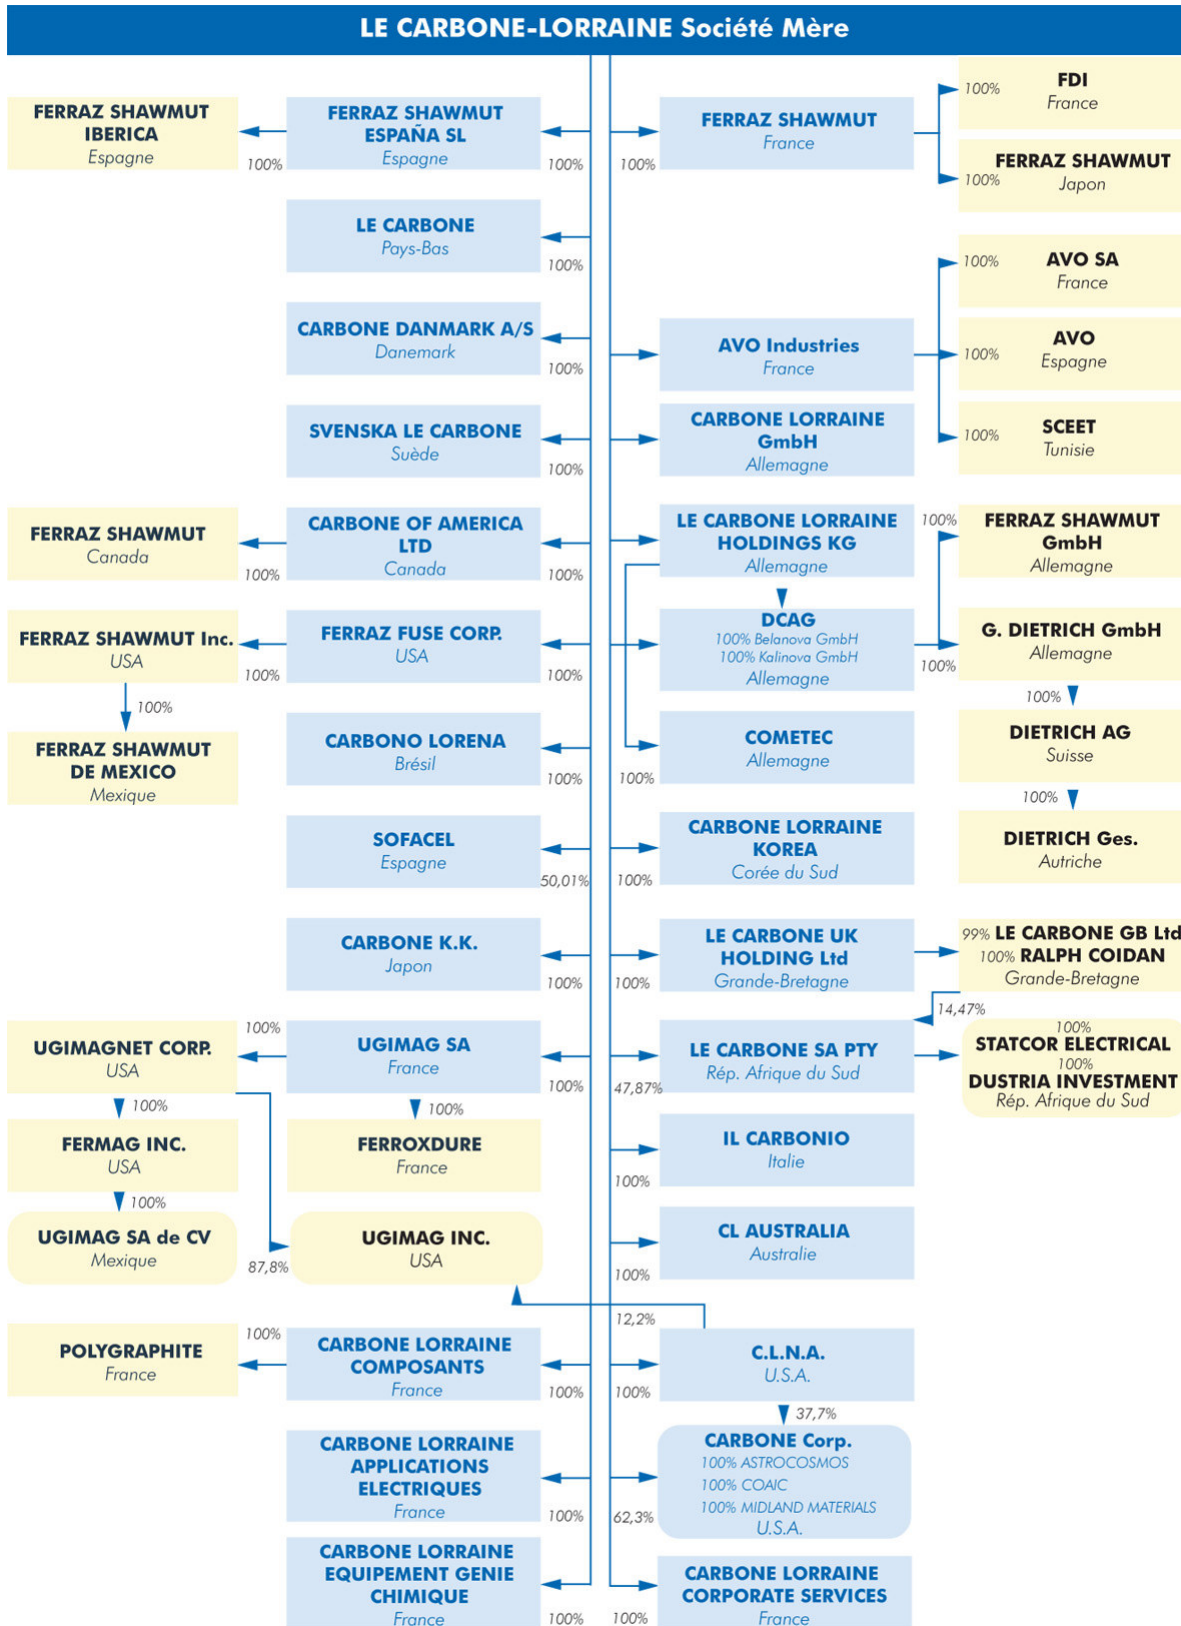 LE CARBONE-LORRAINE Société Mère
FERRAZ SHAWMUT
IBERICA
Espagne
100%
FERRAZ SHAWMUT
ESPAÑA SL
Espagne
100%
100%
FERRAZ SHAWMUT
France
100%
FDI
France
100%
FERRAZ SHAWMUT
Japon
LE CARBONE
Pays-Bas
100%
CARBONE DANMARK A/S
Danemark
100%
AVO Industries
France
100%
AVO SA
France
100%
AVO
Espagne
100%
SCEET
Tunisie
SVENSKA LE CARBONE
Suède
100%
CARBONE LORRAINE
GmbH
Allemagne
FERRAZ SHAWMUT
Canada
100%
CARBONE OF AMERICA
LTD
Canada
100%
LE CARBONE LORRAINE
HOLDINGS KG
Allemagne
100%
FERRAZ SHAWMUT
GmbH
Allemagne
FERRAZ SHAWMUT Inc.
USA
100%
FERRAZ FUSE CORP.
USA
100%
DCAG
100% Belanova GmbH
100% Kalinova GmbH
Allemagne
100%
G. DIETRICH GmbH
Allemagne
100%
100%
FERRAZ SHAWMUT
DE MEXICO
Mexique
CARBONO LORENA
Brésil
100%
100%
COMETEC
Allemagne
DIETRICH AG
Suisse
100%
SOFACEL
Espagne
50,01%
100%
CARBONE LORRAINE
KOREA
Corée du Sud
DIETRICH Ges.
Autriche
CARBONE K.K.
Japon
100%
100%
LE CARBONE UK
HOLDING Ltd
Grande-Bretagne
99% LE CARBONE GB Ltd
100% RALPH COIDAN
Grande-Bretagne
14,47%
UGIMAGNET CORP.
USA
100%
UGIMAG SA
France
100%
47,87%
LE CARBONE SA PTY
Rép. Afrique du Sud
100%
STATCOR ELECTRICAL
100%
DUSTRIA INVESTMENT
Rép. Afrique du Sud
100%
100%
FERMAG INC.
USA
FERROXDURE
France
IL CARBONIO
Italie
100%
100%
UGIMAG SA de CV
Mexique
87,8%
UGIMAG INC.
USA
CL AUSTRALIA
Australie
100%
12,2%
POLYGRAPHITE
France
100%
CARBONE LORRAINE
COMPOSANTS
France
100%
100%
C.L.N.A.
U.S.A.
37,7%
CARBONE LORRAINE
APPLICATIONS
ELECTRIQUES
France
100%
62,3%
CARBONE Corp.
100% ASTROCOSMOS
100% COAIC
100% MIDLAND MATERIALS
U.S.A.
CARBONE LORRAINE
EQUIPEMENT GENIE
CHIMIQUE
France
100%
100%
CARBONE LORRAINE
CORPORATE SERVICES
France